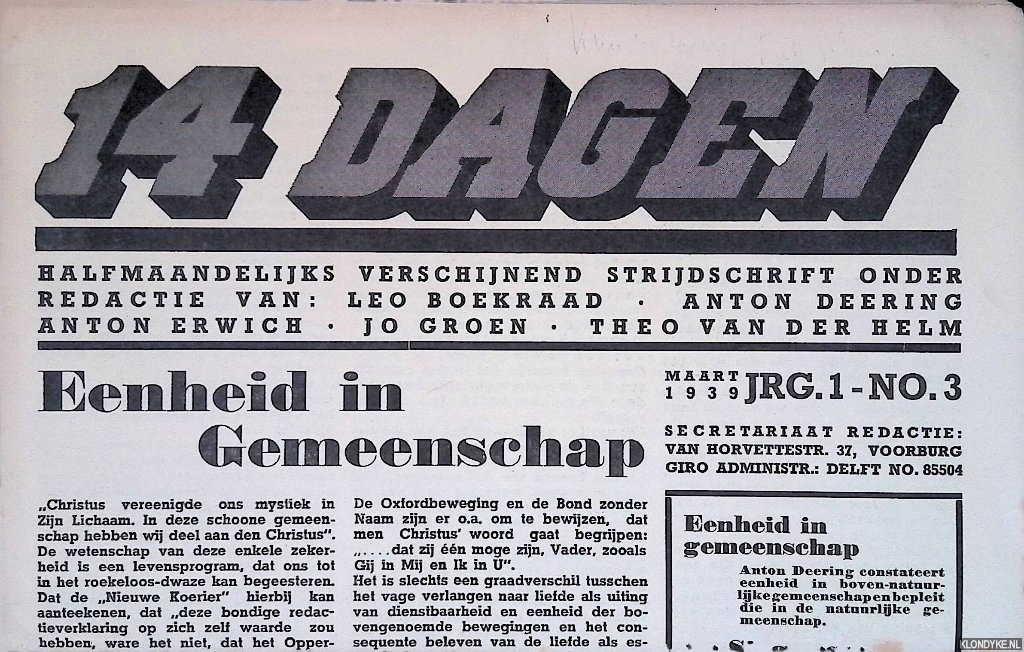 14 DAGEN
HALFMAANDELIJKS VERSCHIJNEND STRIJDSCHRIFT ONDER
REDACTIE VAN: LEO BOEKRAAD · ANTON DEERING
ANTON ERWICH · JO GROEN · THEO VAN DER HELM
Eenheid in
Gemeenschap
„Christus vereenigde ons mystiek in
Zijn Lichaam. In deze schoone gemeen-
schap hebben wij deel aan den Christus".
De wetenschap van deze enkele zeker-
heid is een levensprogram, dat ons tot
in het roekeloos-dwaze kan begeesteren.
Dat de „Nieuwe Koerier" hierbij kan
aanteekenen, dat „deze bondige redac-
tieverklaring op zich zelf waarde zou
hebben, ware het niet, dat het Opper-
De Oxfordbeweging en de Bond zonder
Naam zijn er o.a. om te bewijzen, dat
men Christus' woord gaat begrijpen:
„....dat zij één moge zijn, Vader, zooals
Gij in Mij en Ik in U".
Het is slechts een graadverschil tusschen
het vage verlangen naar liefde als uiting
van dienstbaarheid en eenheid der bo-
vengenoemde bewegingen en het con-
sequente beleven van de liefde als es-
MAART
1939
JRG. 1 - NO. 3
SECRETARIAAT REDACTIE:
VAN HORVETTESTR. 37, VOORBURG
GIRO ADMINISTR.: DELFT NO. 85504
Eenheid in
gemeenschap
Anton Deering constateert
eenheid in boven-natuur-
lijke gemeenschap en bepleit
die in de natuurlijke ge-
meenschap.
KLONDYKE.NL